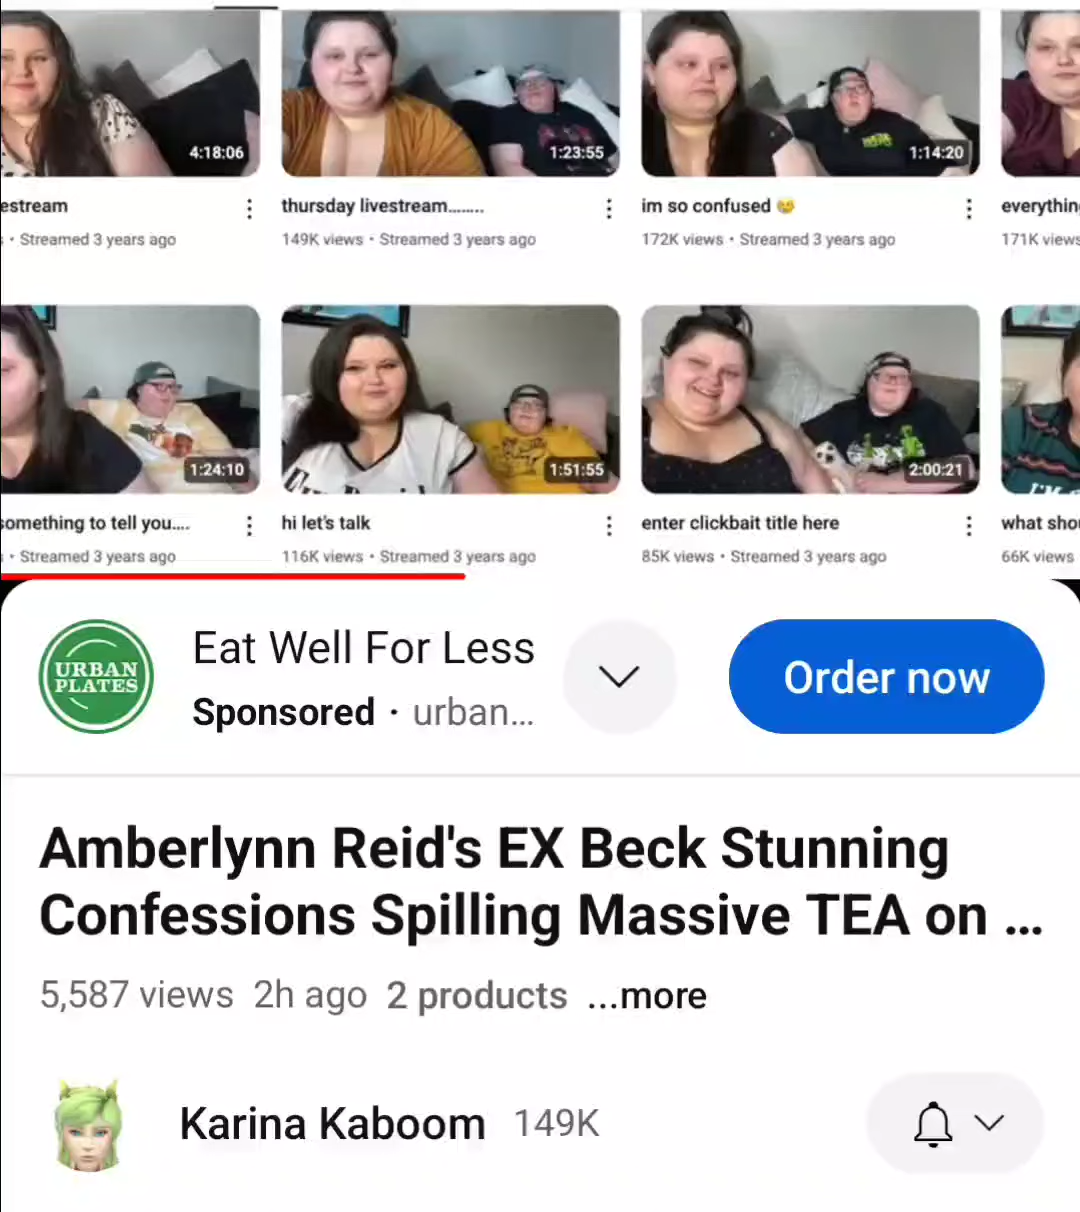 4:18:06
1:23:55
1:14:20
estream
thursday livestream........
im so confused 😢
everythin
• Streamed 3 years ago
149K views • Streamed 3 years ago
172K views • Streamed 3 years ago
171K views
1:24:10
1:51:55
2:00:21
something to tell you....
hi let's talk
enter clickbait title here
what sho
• Streamed 3 years ago
116K views • Streamed 3 years ago
85K views • Streamed 3 years ago
66K views
URBAN
PLATES
Eat Well For Less
Sponsored · urban...
Order now
Amberlynn Reid's EX Beck Stunning
Confessions Spilling Massive TEA on ...
5,587 views 2h ago 2 products ...more
Karina Kaboom 149K